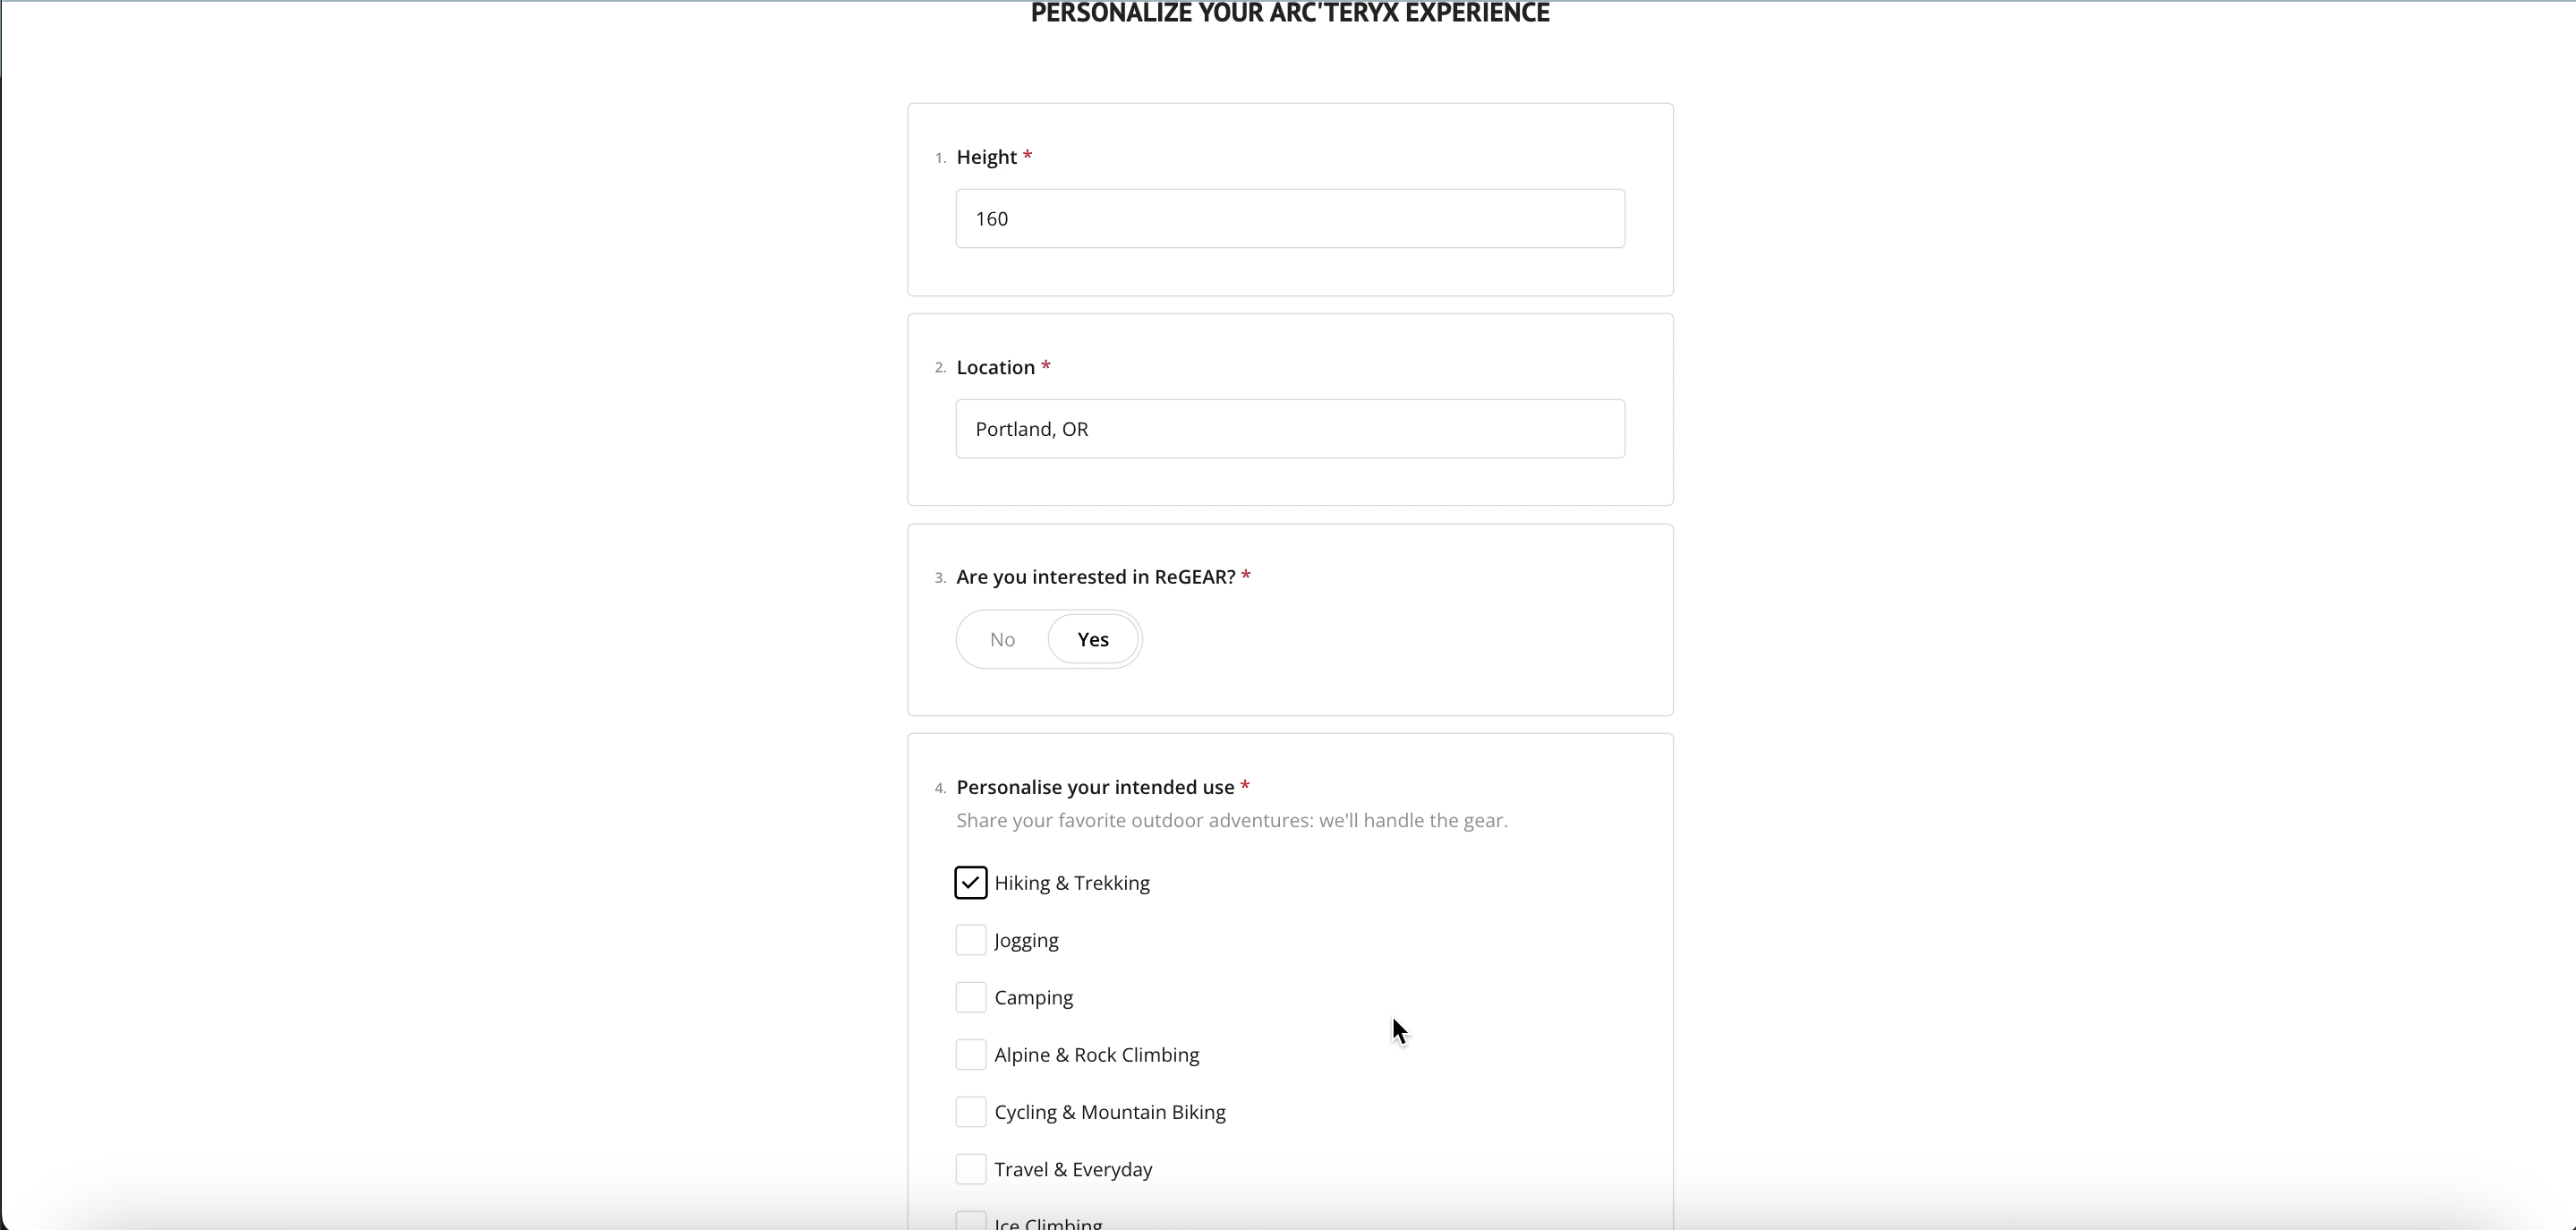 PERSONALIZE YOUR ARC'TERYX EXPERIENCE
1. Height *
160
2. Location *
Portland, OR
3. Are you interested in ReGEAR? *
No Yes
4. Personalise your intended use *
Share your favorite outdoor adventures: we'll handle the gear.
Hiking & Trekking
Jogging
Camping
Alpine & Rock Climbing
Cycling & Mountain Biking
Travel & Everyday
Ice Climbing